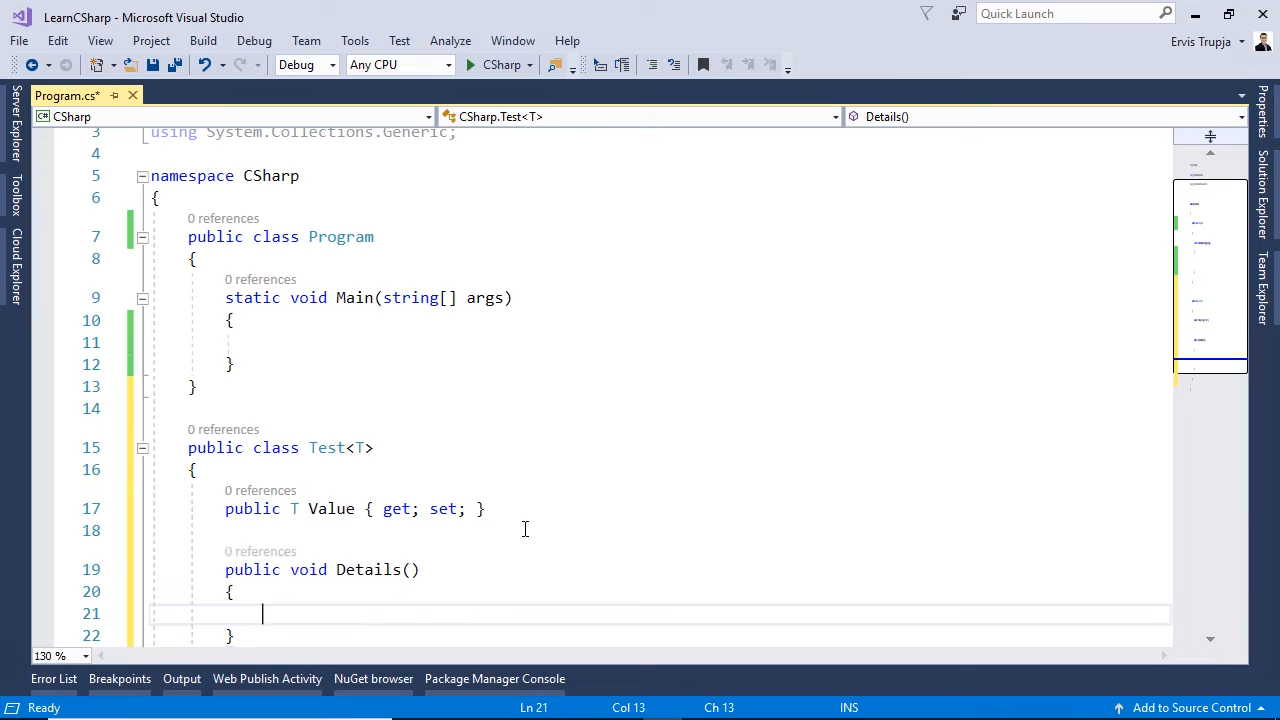 LearnCSharp - Microsoft Visual Studio
Quick Launch
File Edit View Project Build Debug Team Tools Test Analyze Window Help
Ervis Trupja
Debug Any CPU CSharp
Program.cs*
CSharp CSharp.Test<T> Details()
3 using System.Collections.Generic;
4
5 namespace CSharp
6 {
0 references
7 public class Program
8 {
0 references
9 static void Main(string[] args)
10 {
11
12 }
13 }
14
0 references
15 public class Test<T>
16 {
0 references
17 public T Value { get; set; }
18
0 references
19 public void Details()
20 {
21
22 }
Server Explorer
Toolbox
Cloud Explorer
Properties
Solution Explorer
Team Explorer
130 %
Error List Breakpoints Output Web Publish Activity NuGet browser Package Manager Console
Ready Ln 21 Col 13 Ch 13 INS Add to Source Control